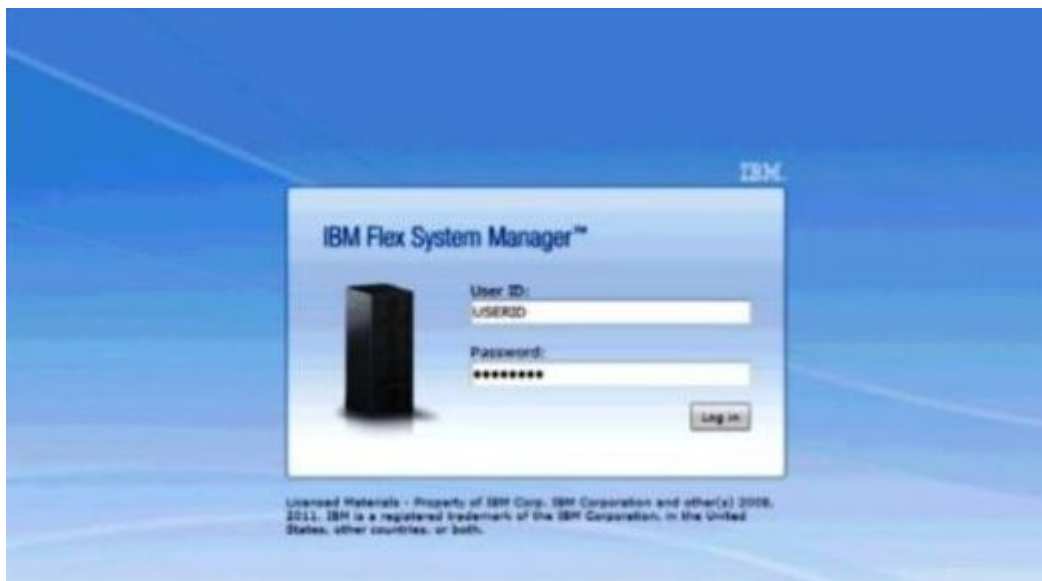 IBM
IBM Flex System Manager™
User ID:
USERID
Password:
••••••••
Log in
Licensed Materials - Property of IBM Corp. IBM Corporation and other(s) 2009,
2011. IBM is a registered trademark of the IBM Corporation, in the United
States, other countries, or both.